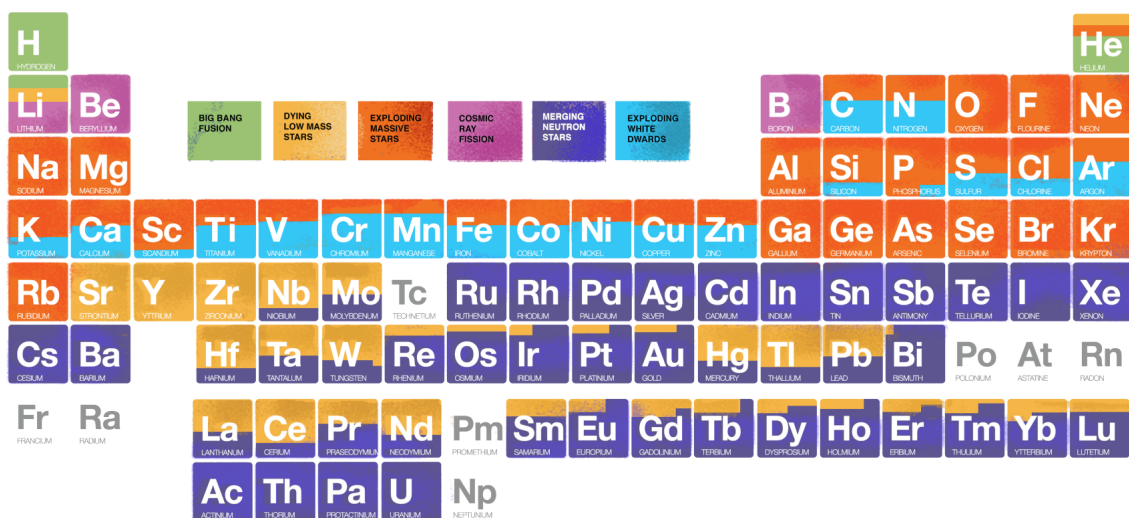 H He
HYDROGEN HELIUM
Li Be B C N O F Ne
LITHIUM BERYLLIUM BORON CARBON NITROGEN OXYGEN FLOURINE NEON
BIG BANG
FUSION
DYING
LOW MASS
STARS
EXPLODING
MASSIVE
STARS
COSMIC
RAY
FISSION
MERGING
NEUTRON
STARS
EXPLODING
WHITE
DWARDS
Na Mg Al Si P S Cl Ar
SODIUM MAGNESIUM ALUMINIUM SILICON PHOSPHORUS SULFUR CHLORINE ARGON
K Ca Sc Ti V Cr Mn Fe Co Ni Cu Zn Ga Ge As Se Br Kr
POTASSIUM CALCIUM SCANDIUM TITANIUM VANADIUM CHROMIUM MANGANESE IRON COBALT NICKEL COPPER ZINC GALLIUM GERMANIUM ARSENIC SELENIUM BROMINE KRYPTON
Rb Sr Y Zr Nb Mo Tc Ru Rh Pd Ag Cd In Sn Sb Te I Xe
RUBIDIUM STRONTIUM YTTRIUM ZIRCONIUM NIOBIUM MOLYBDENUM TECHNETIUM RUTHENIUM RHODIUM PALLADIUM SILVER CADMIUM INDIUM TIN ANTIMONY TELLURIUM IODINE XENON
Cs Ba Hf Ta W Re Os Ir Pt Au Hg Tl Pb Bi Po At Rn
CESIUM BARIUM HAFNIUM TANTALUM TUNGSTEN RHENIUM OSMIUM IRIDIUM PLATINUM GOLD MERCURY THALLIUM LEAD BISMUTH POLONIUM ASTATINE RADON
Fr Ra La Ce Pr Nd Pm Sm Eu Gd Tb Dy Ho Er Tm Yb Lu
FRANCIUM RADIUM LANTHANUM CERIUM PRASEODYMIUM NEODYMIUM PROMETHIUM SAMARIUM EUROPIUM GADOLINIUM TERBIUM DYSPROSIUM HOLMIUM ERBIUM THULIUM YTTERBIUM LUTETIUM
Ac Th Pa U Np
ACTINIUM THORIUM PROTACTINIUM URANIUM NEPTUNIUM